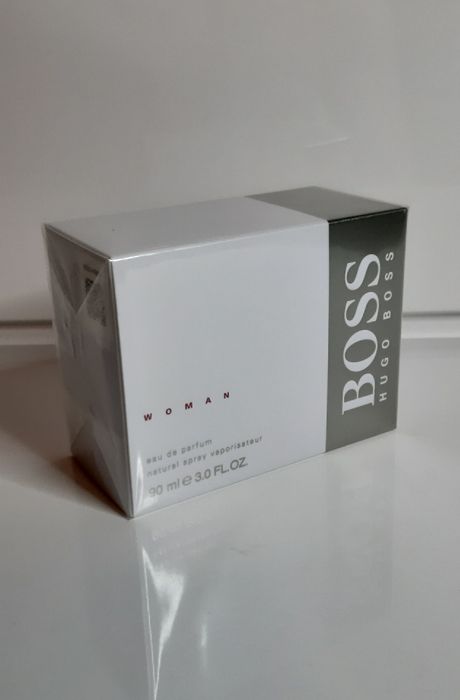 BOSS
HUGO BOSS
WOMAN
eau de parfum
natural spray vaporisateur
90 ml e 3.0 FL.OZ.